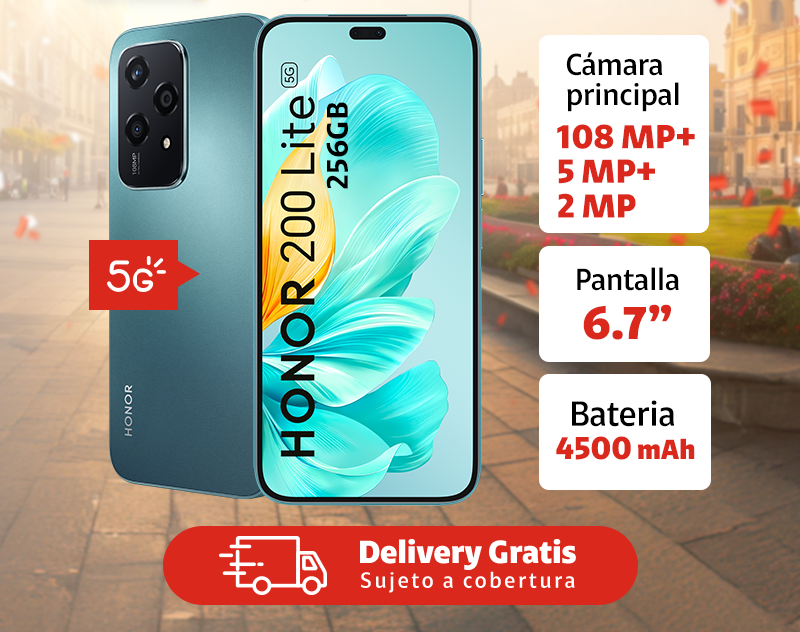 108MP
5G
HONOR
HONOR 200 Lite 5G
256GB
Cámara
principal
108 MP+
5 MP+
2 MP
Pantalla
6.7”
Bateria
4500 mAh
Delivery Gratis
Sujeto a cobertura